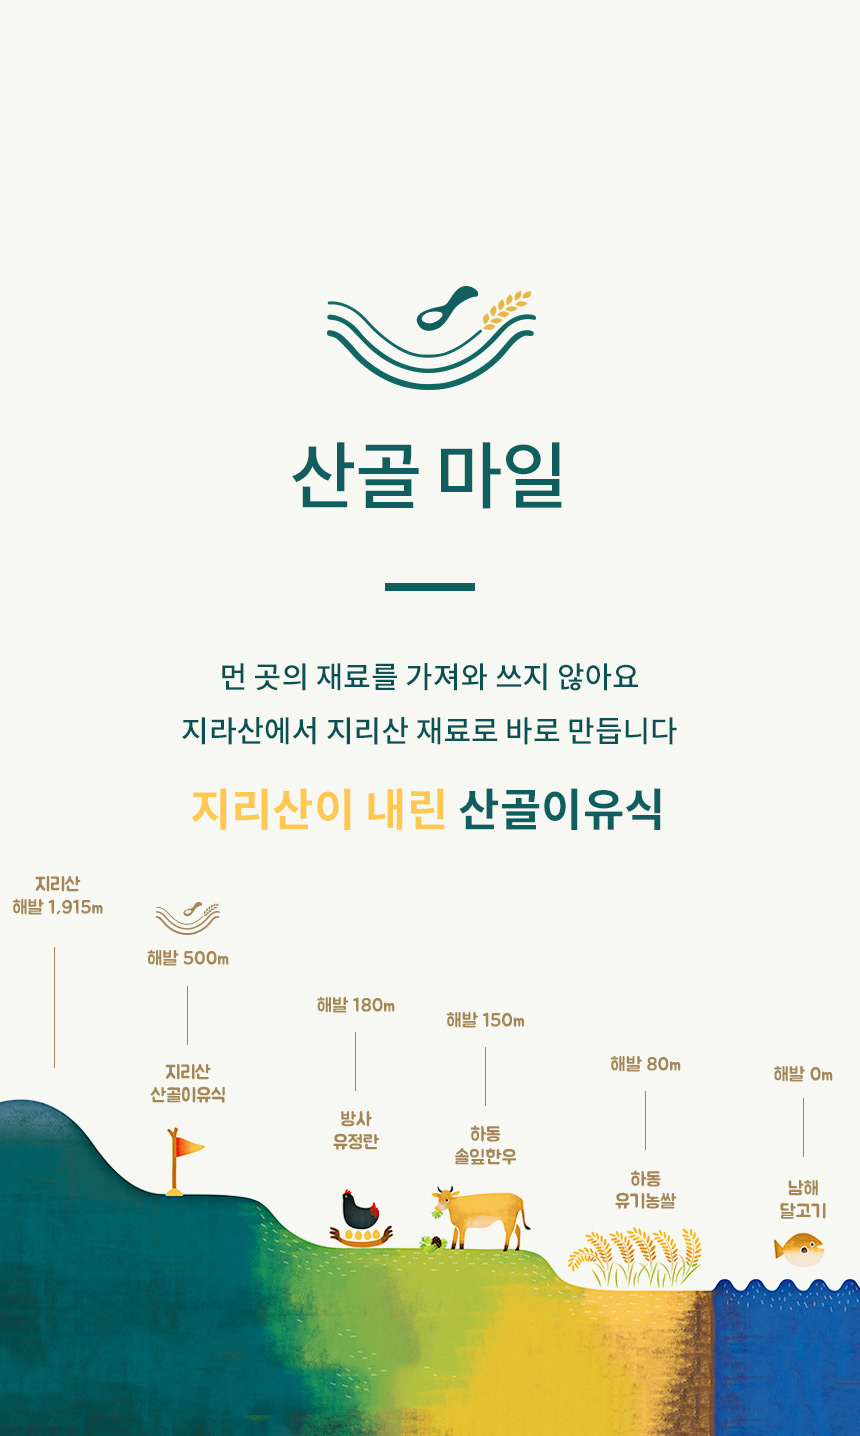 산골 마일
먼 곳의 재료를 가져와 쓰지 않아요
지라산에서 지리산 재료로 바로 만듭니다
지리산이 내린 산골이유식
지리산
해발 1,915m
해발 500m
지리산
산골이유식
해발 180m
방사
유정란
해발 150m
하동
솔잎한우
해발 80m
하동
유기농쌀
해발 0m
남해
달고기